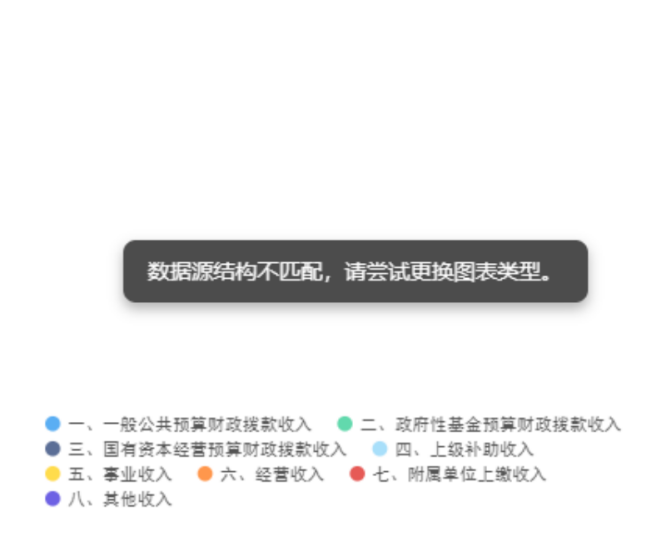 数据源结构不匹配，请尝试更换图表类型。
一、一般公共预算财政拨款收入 二、政府性基金预算财政拨款收入
三、国有资本经营预算财政拨款收入 四、上级补助收入
五、事业收入 六、经营收入 七、附属单位上缴收入
八、其他收入